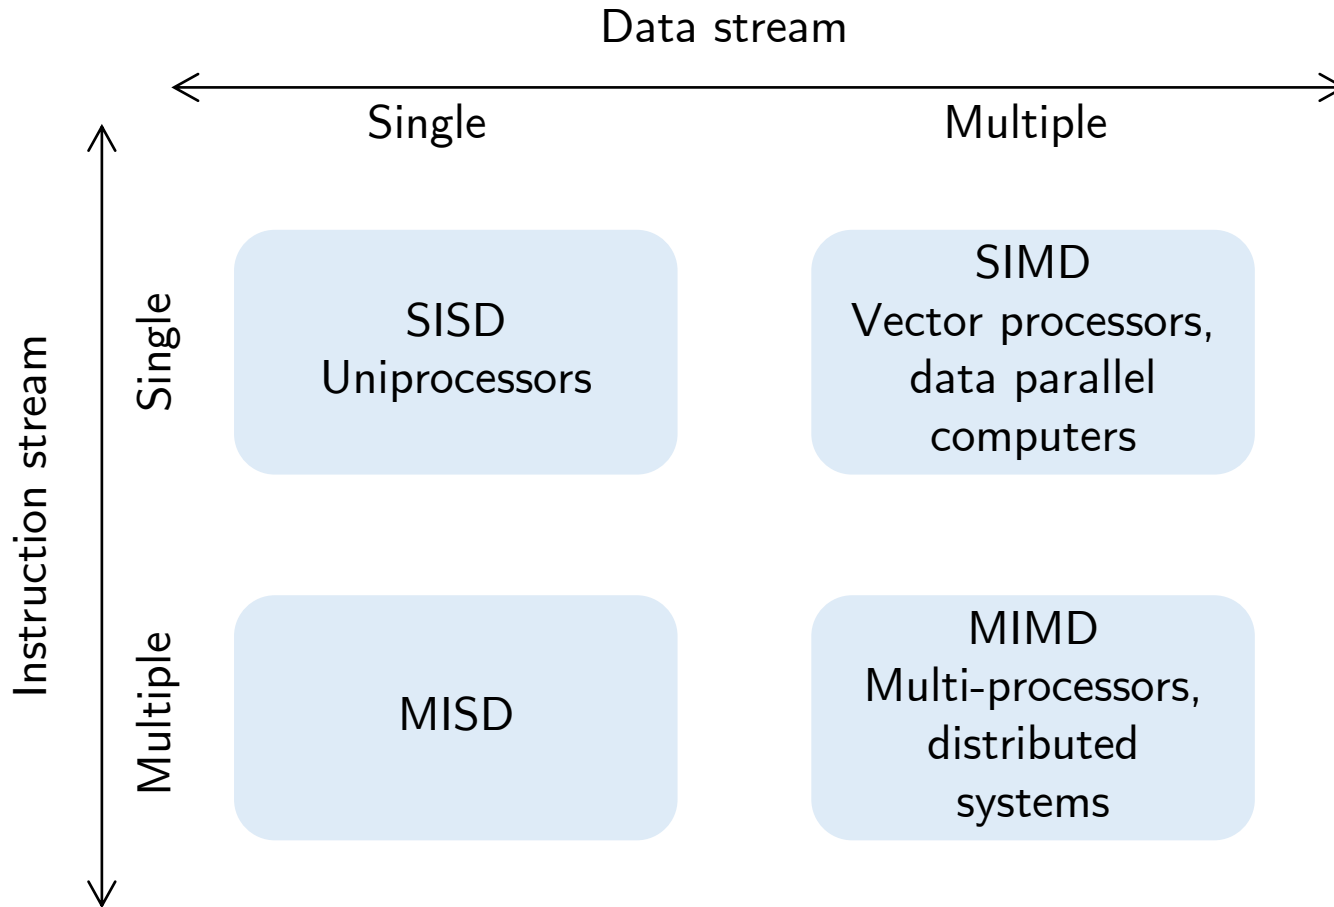 Data stream
Single
Multiple
Instruction stream
Single
SISD
Uniprocessors
SIMD
Vector processors,
data parallel
computers
Multiple
MISD
MIMD
Multi-processors,
distributed
systems